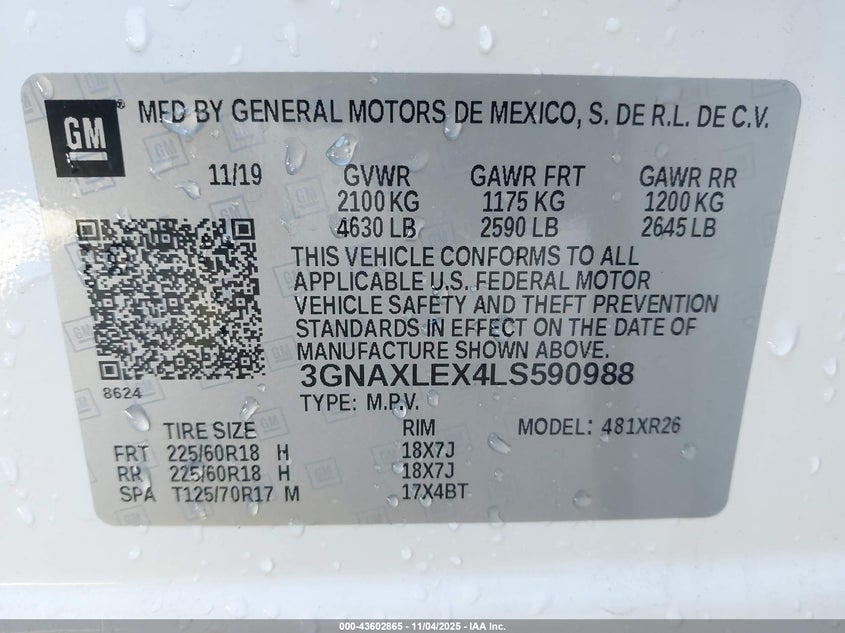 GM ® MFD BY GENERAL MOTORS DE MEXICO, S. DE R.L. DE C.V.
11/19 GVWR GAWR FRT GAWR RR
2100 KG 1175 KG 1200 KG
4630 LB 2590 LB 2645 LB
THIS VEHICLE CONFORMS TO ALL
APPLICABLE U.S. FEDERAL MOTOR
VEHICLE SAFETY AND THEFT PREVENTION
STANDARDS IN EFFECT ON THE DATE OF
MANUFACTURE SHOWN ABOVE.
3GNAXLEX4LS590988
8624
TYPE: M.P.V.
TIRE SIZE RIM MODEL: 481XR26
FRT 225/60R18 H 18X7J
RR 225/60R18 H 18X7J
SPA T125/70R17 M 17X4BT
000-43602865 - 11/04/2025 - IAA Inc.